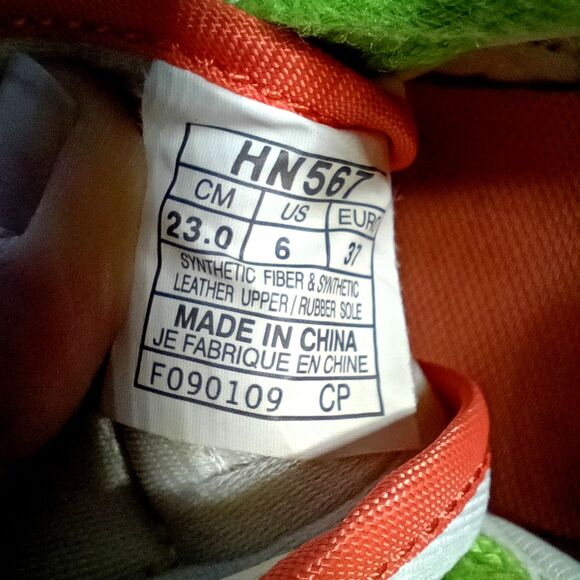 HN567
CM US EURO
23.0 6 37
SYNTHETIC FIBER & SYNTHETIC
LEATHER UPPER / RUBBER SOLE
MADE IN CHINA
JE FABRIQUE EN CHINE
F090109 CP